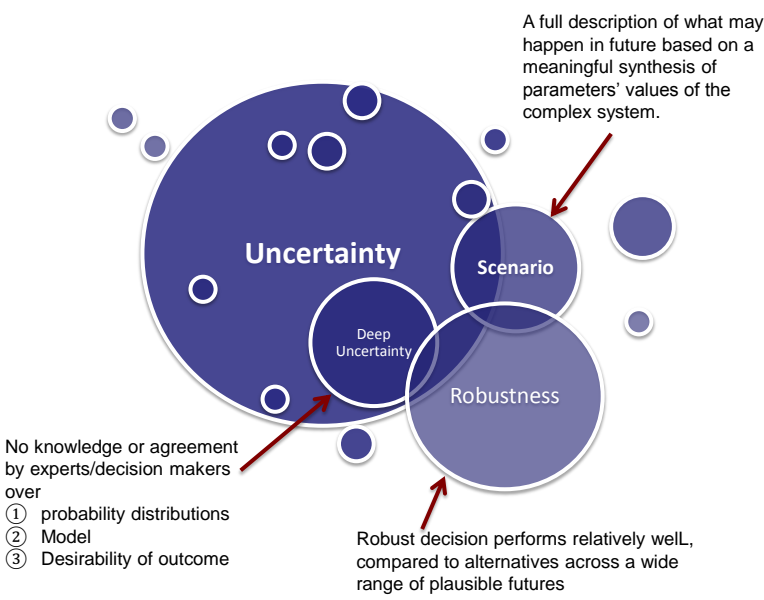 A full description of what may
happen in future based on a
meaningful synthesis of
parameters’ values of the
complex system.
Uncertainty
Scenario
Deep
Uncertainty
Robustness
No knowledge or agreement
by experts/decision makers
over
① probability distributions
② Model
③ Desirability of outcome
Robust decision performs relatively welL,
compared to alternatives across a wide
range of plausible futures